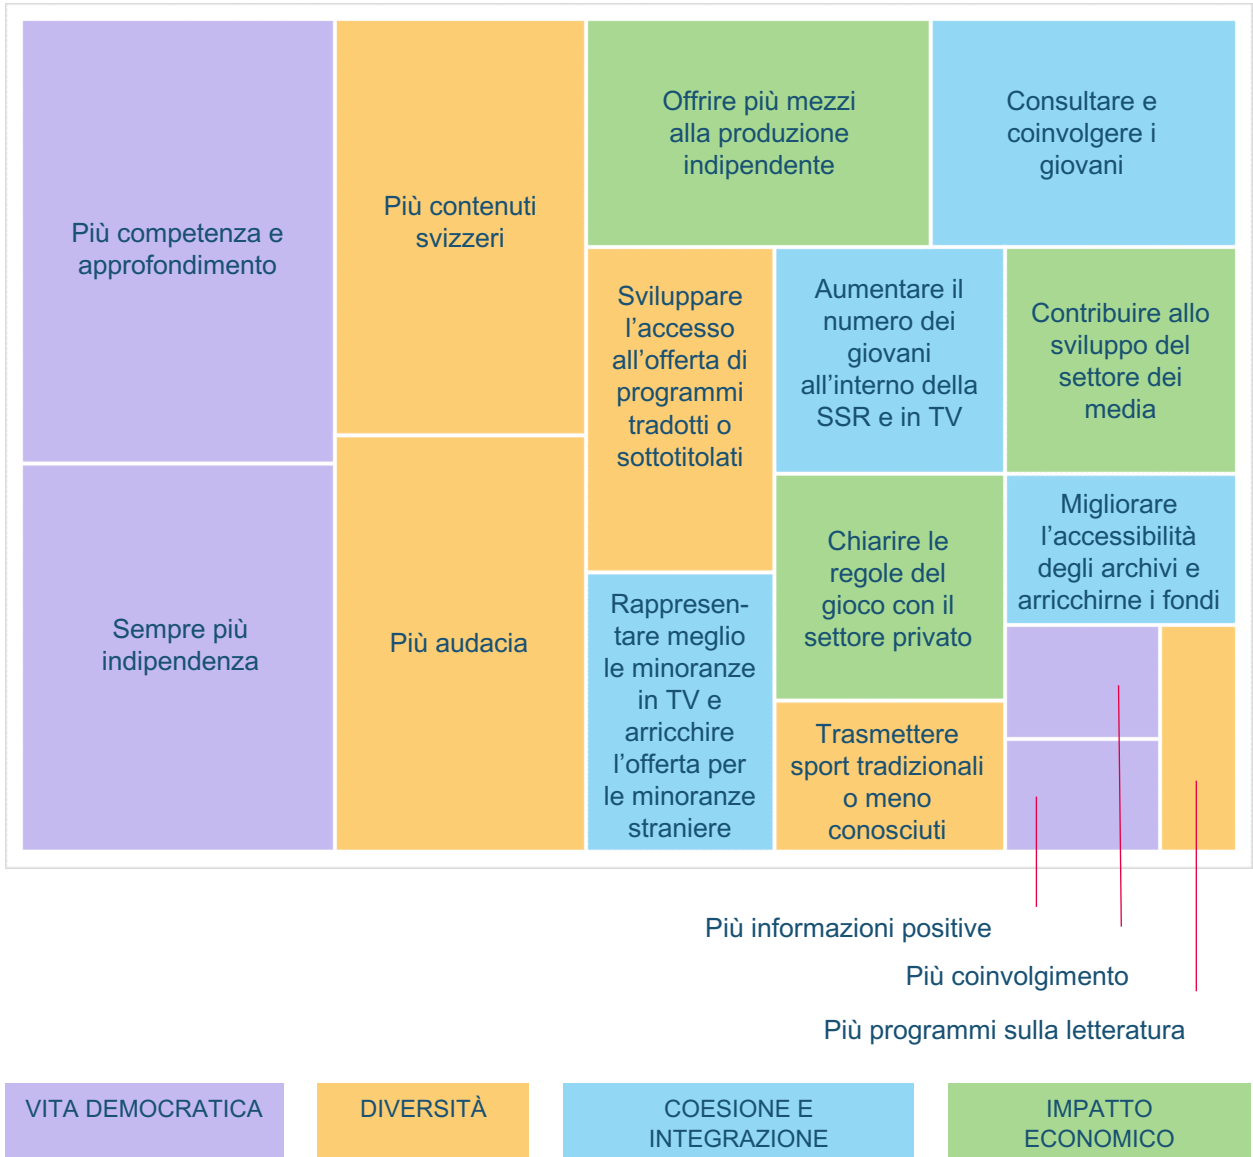 Più competenza e
approfondimento
Sempre più
indipendenza
Più contenuti
svizzeri
Più audacia
Offrire più mezzi
alla produzione
indipendente
Consultare e
coinvolgere i
giovani
Sviluppare
l’accesso
all’offerta di
programmi
tradotti o
sottotitolati
Aumentare il
numero dei
giovani
all’interno della
SSR e in TV
Contribuire allo
sviluppo del
settore dei
media
Rappresen-
tare meglio
le minoranze
in TV e
arricchire
l’offerta per
le minoranze
straniere
Chiarire le
regole del
gioco con il
settore privato
Migliorare
l’accessibilità
degli archivi e
arricchirne i fondi
Trasmettere
sport tradizionali
o meno
conosciuti
Più informazioni positive
Più coinvolgimento
Più programmi sulla letteratura
VITA DEMOCRATICA
DIVERSITÀ
COESIONE E
INTEGRAZIONE
IMPATTO
ECONOMICO